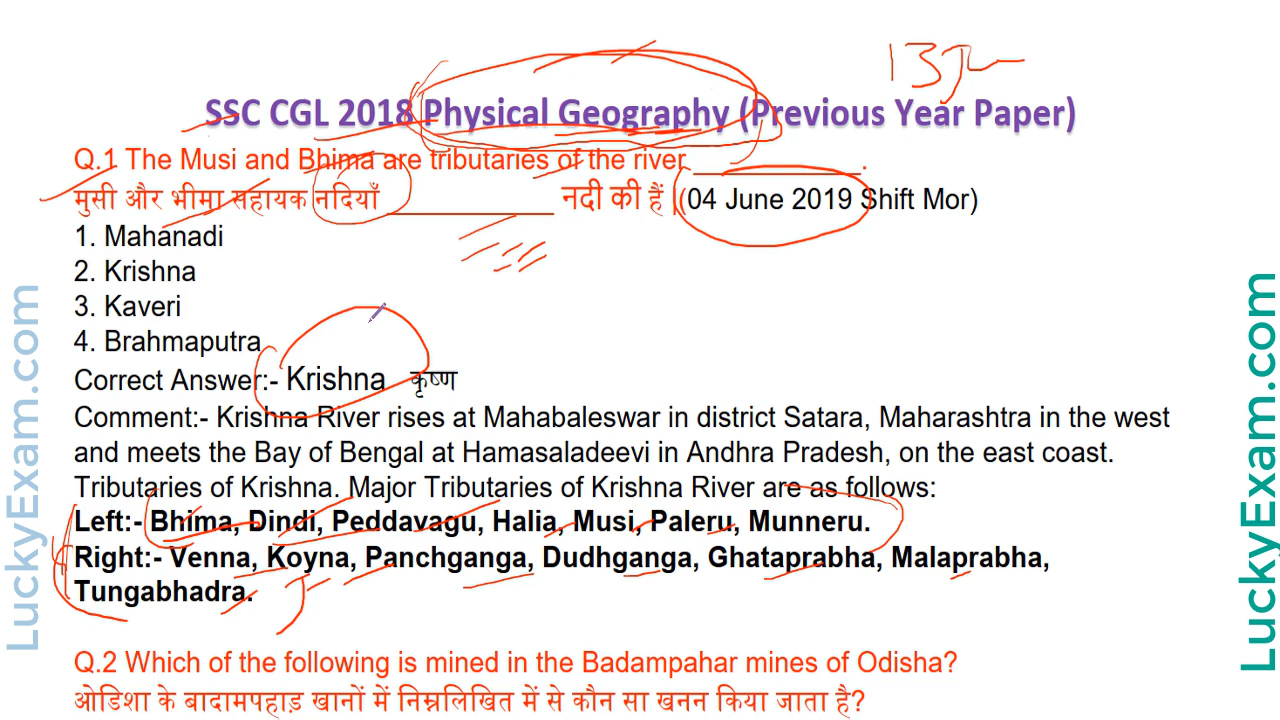 13 June
SSC CGL 2018 Physical Geography (Previous Year Paper)
Q.1 The Musi and Bhima are tributaries of the river ____________.
मुसी और भीमा सहायक नदियाँ ____________ नदी की हैं |(04 June 2019 Shift Mor)
1. Mahanadi
2. Krishna
3. Kaveri
4. Brahmaputra
Correct Answer:- Krishna कृष्ण
Comment:- Krishna River rises at Mahabaleswar in district Satara, Maharashtra in the west
and meets the Bay of Bengal at Hamasaladeevi in Andhra Pradesh, on the east coast.
Tributaries of Krishna. Major Tributaries of Krishna River are as follows:
Left:- Bhima, Dindi, Peddavagu, Halia, Musi, Paleru, Munneru.
Right:- Venna, Koyna, Panchganga, Dudhganga, Ghataprabha, Malaprabha,
Tungabhadra.
Q.2 Which of the following is mined in the Badampahar mines of Odisha?
ओडिशा के बादामपहाड़ खानों में निम्नलिखित में से कौन सा खनन किया जाता है?
LuckyExam.com
LuckyExam.com